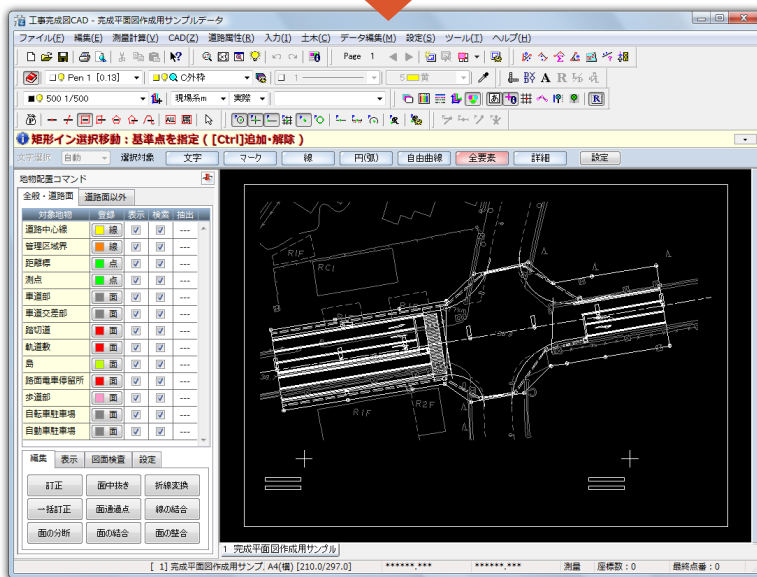 工事完成図CAD - 完成平面図作成用サンプルデータ
ファイル(F) 編集(E) 測量計算(V) CAD(Z) 道路属性(R) 入力(I) 土木(C) データ編集(M) 設定(S) ツール(T) ヘルプ(H)
Page 1
Pen 1 [0.13] C外枠 1 5 黄 A R
500 1/500 現場系m 実際
矩形イン選択移動:基準点を指定 ( [Ctrl]追加・解除 )
文字選択 自動 選択対象 文字 マーク 線 円(弧) 自由曲線 全要素 詳細 設定
地物配置コマンド
全般・道路面 道路面以外
対象地物 登録 表示 検索 抽出
道路中心線 線 ---
管理区域界 線 ---
距離標 点 ---
測点 点 ---
車道部 面 ---
車道交差部 面 ---
踏切道 面 ---
軌道敷 面 ---
島 面 ---
路面電車停留所 面 ---
歩道部 面 ---
自転車駐車場 面 ---
自動車駐車場 面 ---
編集 表示 図面検査 設定
訂正 面中抜き 折線変換
一括訂正 面通過点 線の結合
面の分断 面の結合 面の整合
R1F
RC1
R1F
R2F
1 完成平面図作成用サンプル
[ 1] 完成平面図作成用サンプ, A4(横) [210.0/297.0] ******.*** ******.*** 測量 座標数:0 最終点番:0